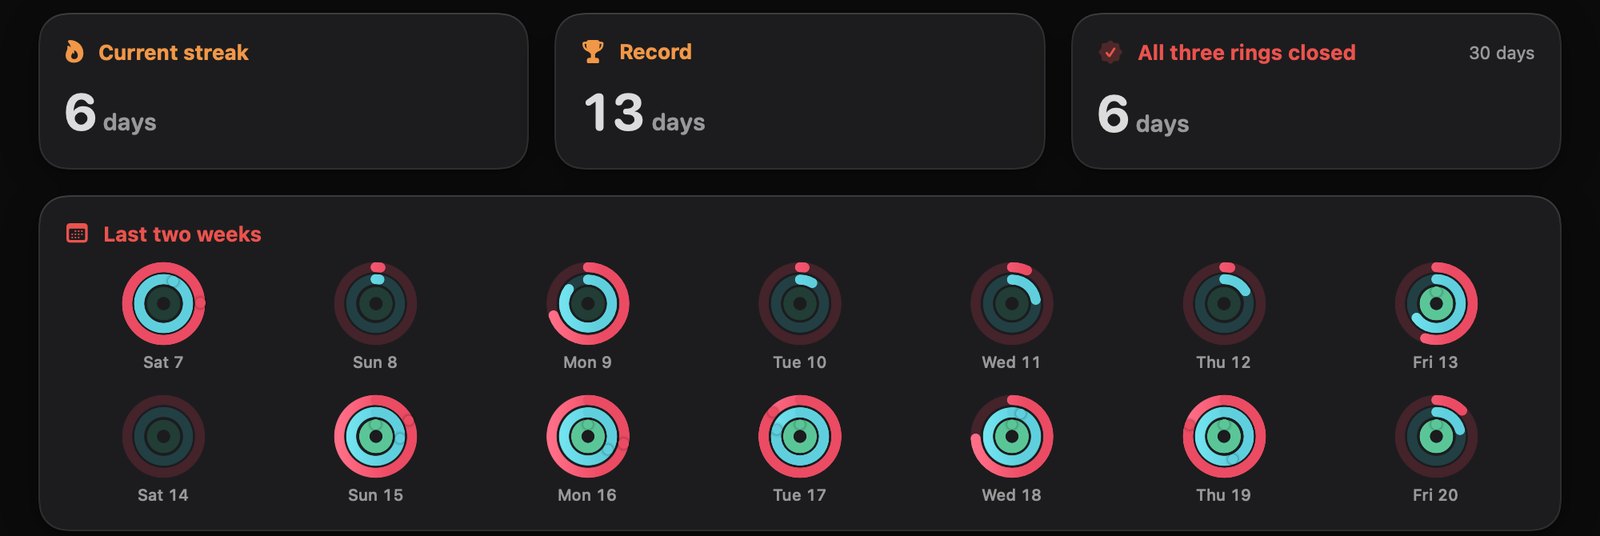 Current streak
6 days
Record
13 days
All three rings closed 30 days
6 days
Last two weeks
Sat 7 Sun 8 Mon 9 Tue 10 Wed 11 Thu 12 Fri 13
Sat 14 Sun 15 Mon 16 Tue 17 Wed 18 Thu 19 Fri 20